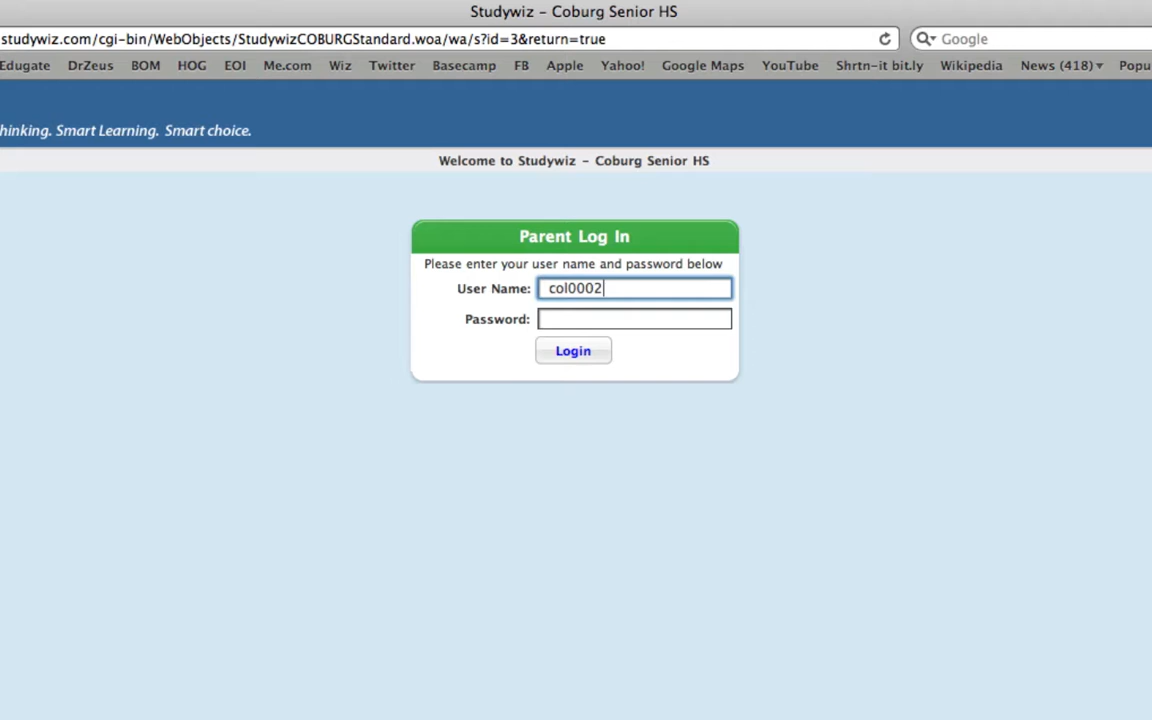 Studywiz – Coburg Senior HS
studywiz.com/cgi-bin/WebObjects/StudywizCOBURGStandard.woa/wa/s?id=3&return=true Google
Edugate DrZeus BOM HOG EOI Me.com Wiz Twitter Basecamp FB Apple Yahoo! Google Maps YouTube Shrtn-it bit.ly Wikipedia News (418) Popu
hinking. Smart Learning. Smart choice.
Welcome to Studywiz – Coburg Senior HS
Parent Log In
Please enter your user name and password below
User Name: col0002
Password:
Login